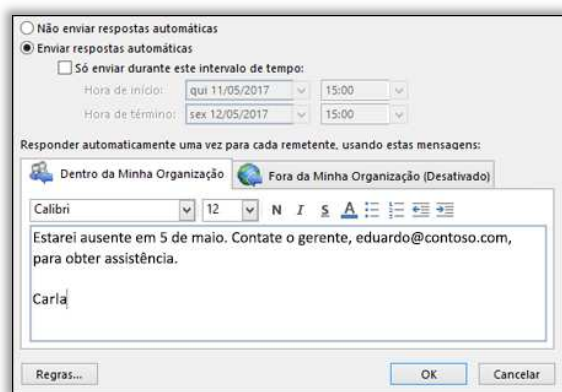 Não enviar respostas automáticas
Enviar respostas automáticas
Só enviar durante este intervalo de tempo:
Hora de início: qui 11/05/2017 15:00
Hora de término: sex 12/05/2017 15:00
Responder automaticamente uma vez para cada remetente, usando estas mensagens:
Dentro da Minha Organização Fora da Minha Organização (Desativado)
Calibri 12 N I S A
Estarei ausente em 5 de maio. Contate o gerente, eduardo@contoso.com,
para obter assistência.
Carla
Regras... OK Cancelar